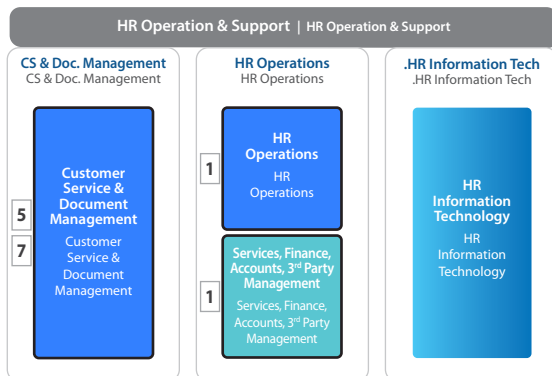 HR Operation & Support | HR Operation & Support
CS & Doc. Management
CS & Doc. Management
5
7
Customer
Service &
Document
Management
Customer
Service &
Document
Management
HR Operations
HR Operations
1
HR
Operations
HR
Operations
1
Services, Finance,
Accounts, 3rd Party
Management
Services, Finance,
Accounts, 3rd Party
Management
.HR Information Tech
.HR Information Tech
HR
Information
Technology
HR
Information
Technology